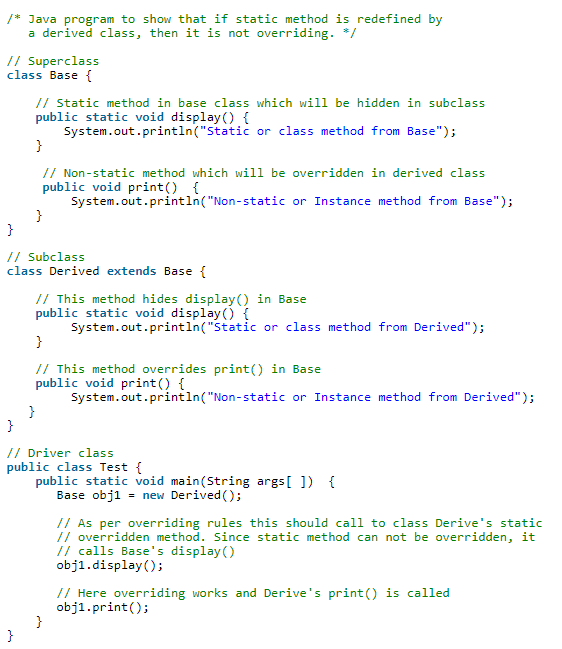 /* Java program to show that if static method is redefined by
   a derived class, then it is not overriding. */
// Superclass
class Base {
    // Static method in base class which will be hidden in subclass
    public static void display() {
        System.out.println("Static or class method from Base");
    }
     // Non-static method which will be overridden in derived class
     public void print()  {
         System.out.println("Non-static or Instance method from Base");
    }
}
// Subclass
class Derived extends Base {
    // This method hides display() in Base
    public static void display() {
         System.out.println("Static or class method from Derived");
    }
    // This method overrides print() in Base
    public void print() {
         System.out.println("Non-static or Instance method from Derived");
   }
}
// Driver class
public class Test {
    public static void main(String args[ ])  {
       Base obj1 = new Derived();
       // As per overriding rules this should call to class Derive's static
       // overridden method. Since static method can not be overridden, it
       // calls Base's display()
       obj1.display();
       // Here overriding works and Derive's print() is called
       obj1.print();
    }
}